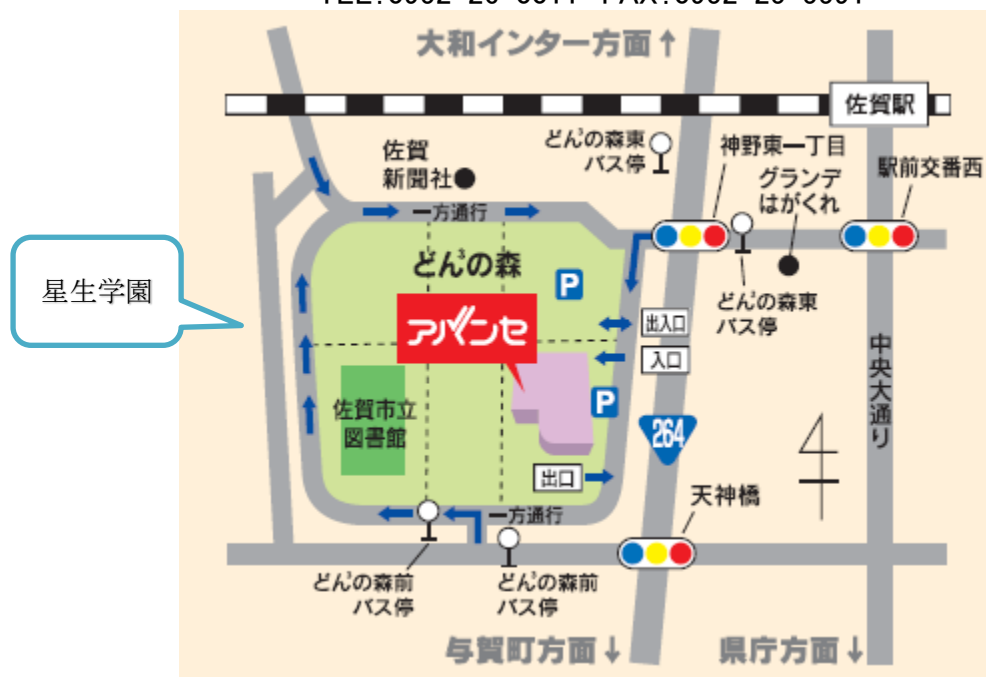 大和インター方面↑
佐賀駅
どん3の森東
バス停
神野東一丁目
駅前交番西
佐賀
新聞社
グランデ
はがくれ
一方通行
どん3の森
P
星生学園
アバンセ
出入口
どん3の森東
バス停
入口
中央大通り
P
佐賀市立
図書館
264
4
出口
天神橋
一方通行
どん3の森前
バス停
どん3の森前
バス停
与賀町方面↓
県庁方面↓